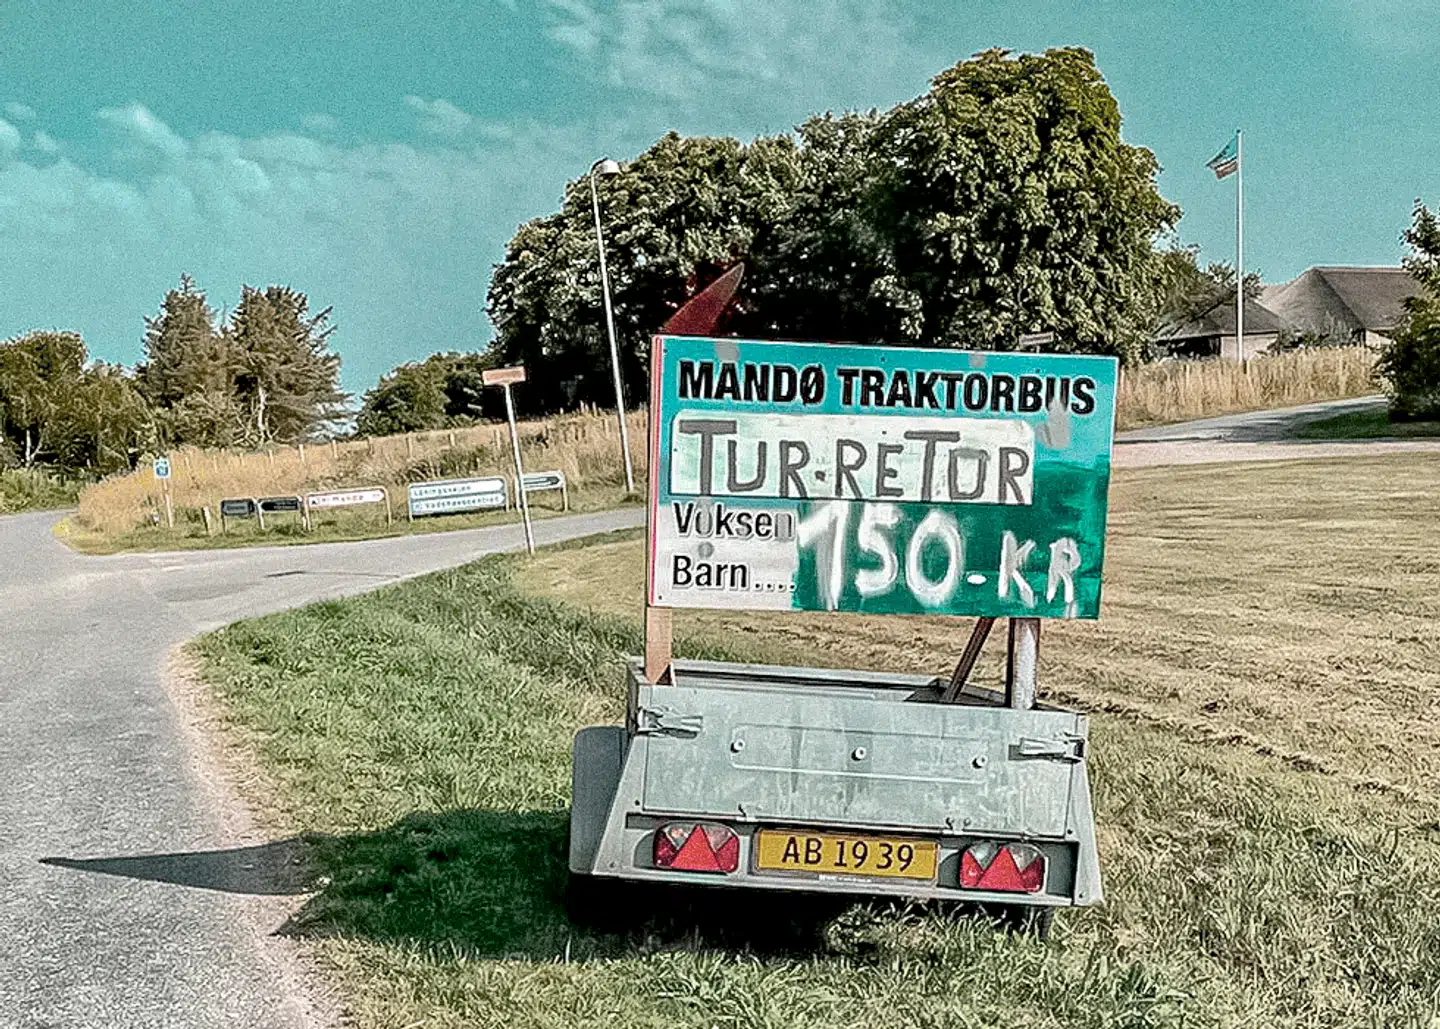 MANDØ TRAKTORBUS
TUR·RETUR
Voksen 150.-KR
Barn....
AB 19 39